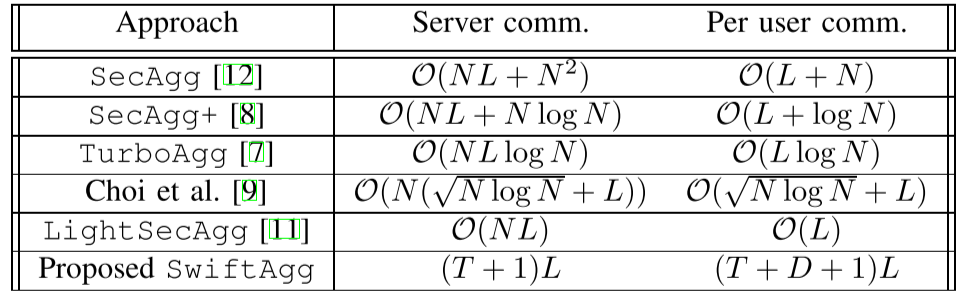 Approach Server comm. Per user comm.
SecAgg [12] $\mathcal{O}(NL + N^2)$ $\mathcal{O}(L + N)$
SecAgg+ [8] $\mathcal{O}(NL + N \log N)$ $\mathcal{O}(L + \log N)$
TurboAgg [7] $\mathcal{O}(NL \log N)$ $\mathcal{O}(L \log N)$
Choi et al. [9] $\mathcal{O}(N(\sqrt{N \log N} + L))$ $\mathcal{O}(\sqrt{N \log N} + L)$
LightSecAgg [11] $\mathcal{O}(NL)$ $\mathcal{O}(L)$
Proposed SwiftAgg $(T + 1)L$ $(T + D + 1)L$